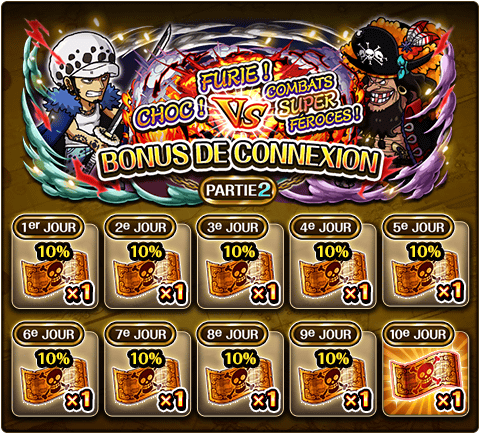 FURIE !
CHOC !
VS
COMBATS
SUPER
FÉROCES !
BONUS DE CONNEXION
PARTIE 2
1er JOUR 2e JOUR 3e JOUR 4e JOUR 5e JOUR
10% 10% 10% 10% 10%
×1 ×1 ×1 ×1 ×1
6e JOUR 7e JOUR 8e JOUR 9e JOUR 10e JOUR
10% 10% 10% 10%
×1 ×1 ×1 ×1 ×1